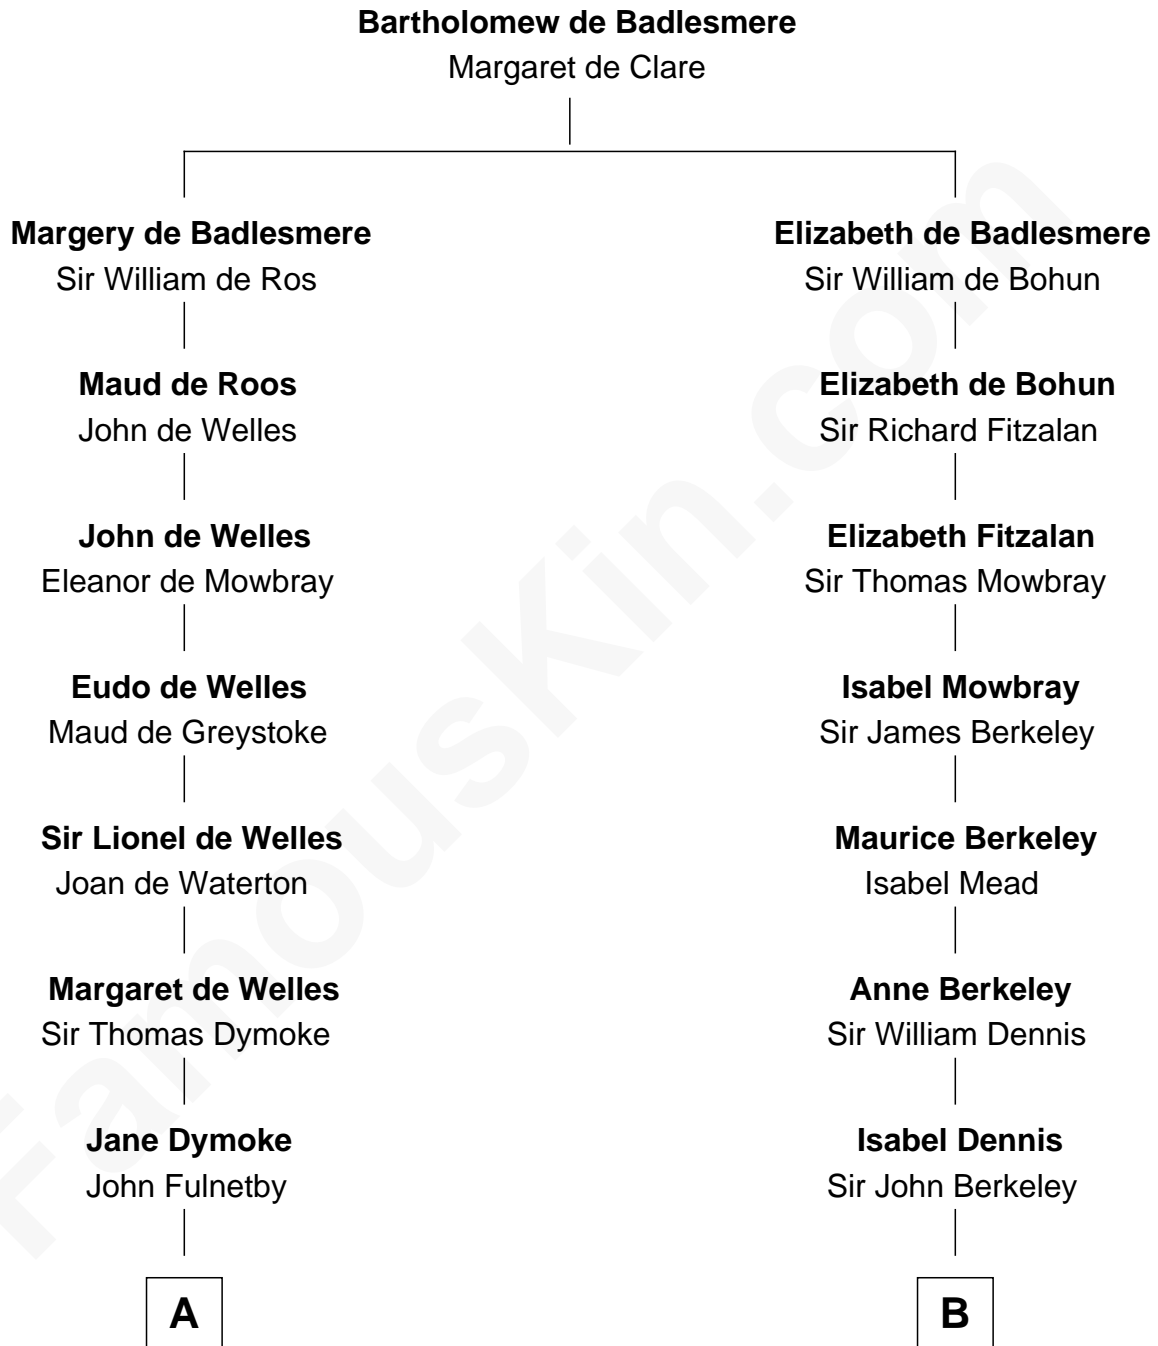 Bartholomew de Badlesmere
Margaret de Clare
Margery de Badlesmere
Sir William de Ros
Elizabeth de Badlesmere
Sir William de Bohun
Maud de Roos
John de Welles
Elizabeth de Bohun
Sir Richard Fitzalan
John de Welles
Eleanor de Mowbray
Elizabeth Fitzalan
Sir Thomas Mowbray
Eudo de Welles
Maud de Greystoke
Isabel Mowbray
Sir James Berkeley
Sir Lionel de Welles
Joan de Waterton
Maurice Berkeley
Isabel Mead
Margaret de Welles
Sir Thomas Dymoke
Anne Berkeley
Sir William Dennis
Jane Dymoke
John Fulnetby
Isabel Dennis
Sir John Berkeley
A
B
FamousKin.com